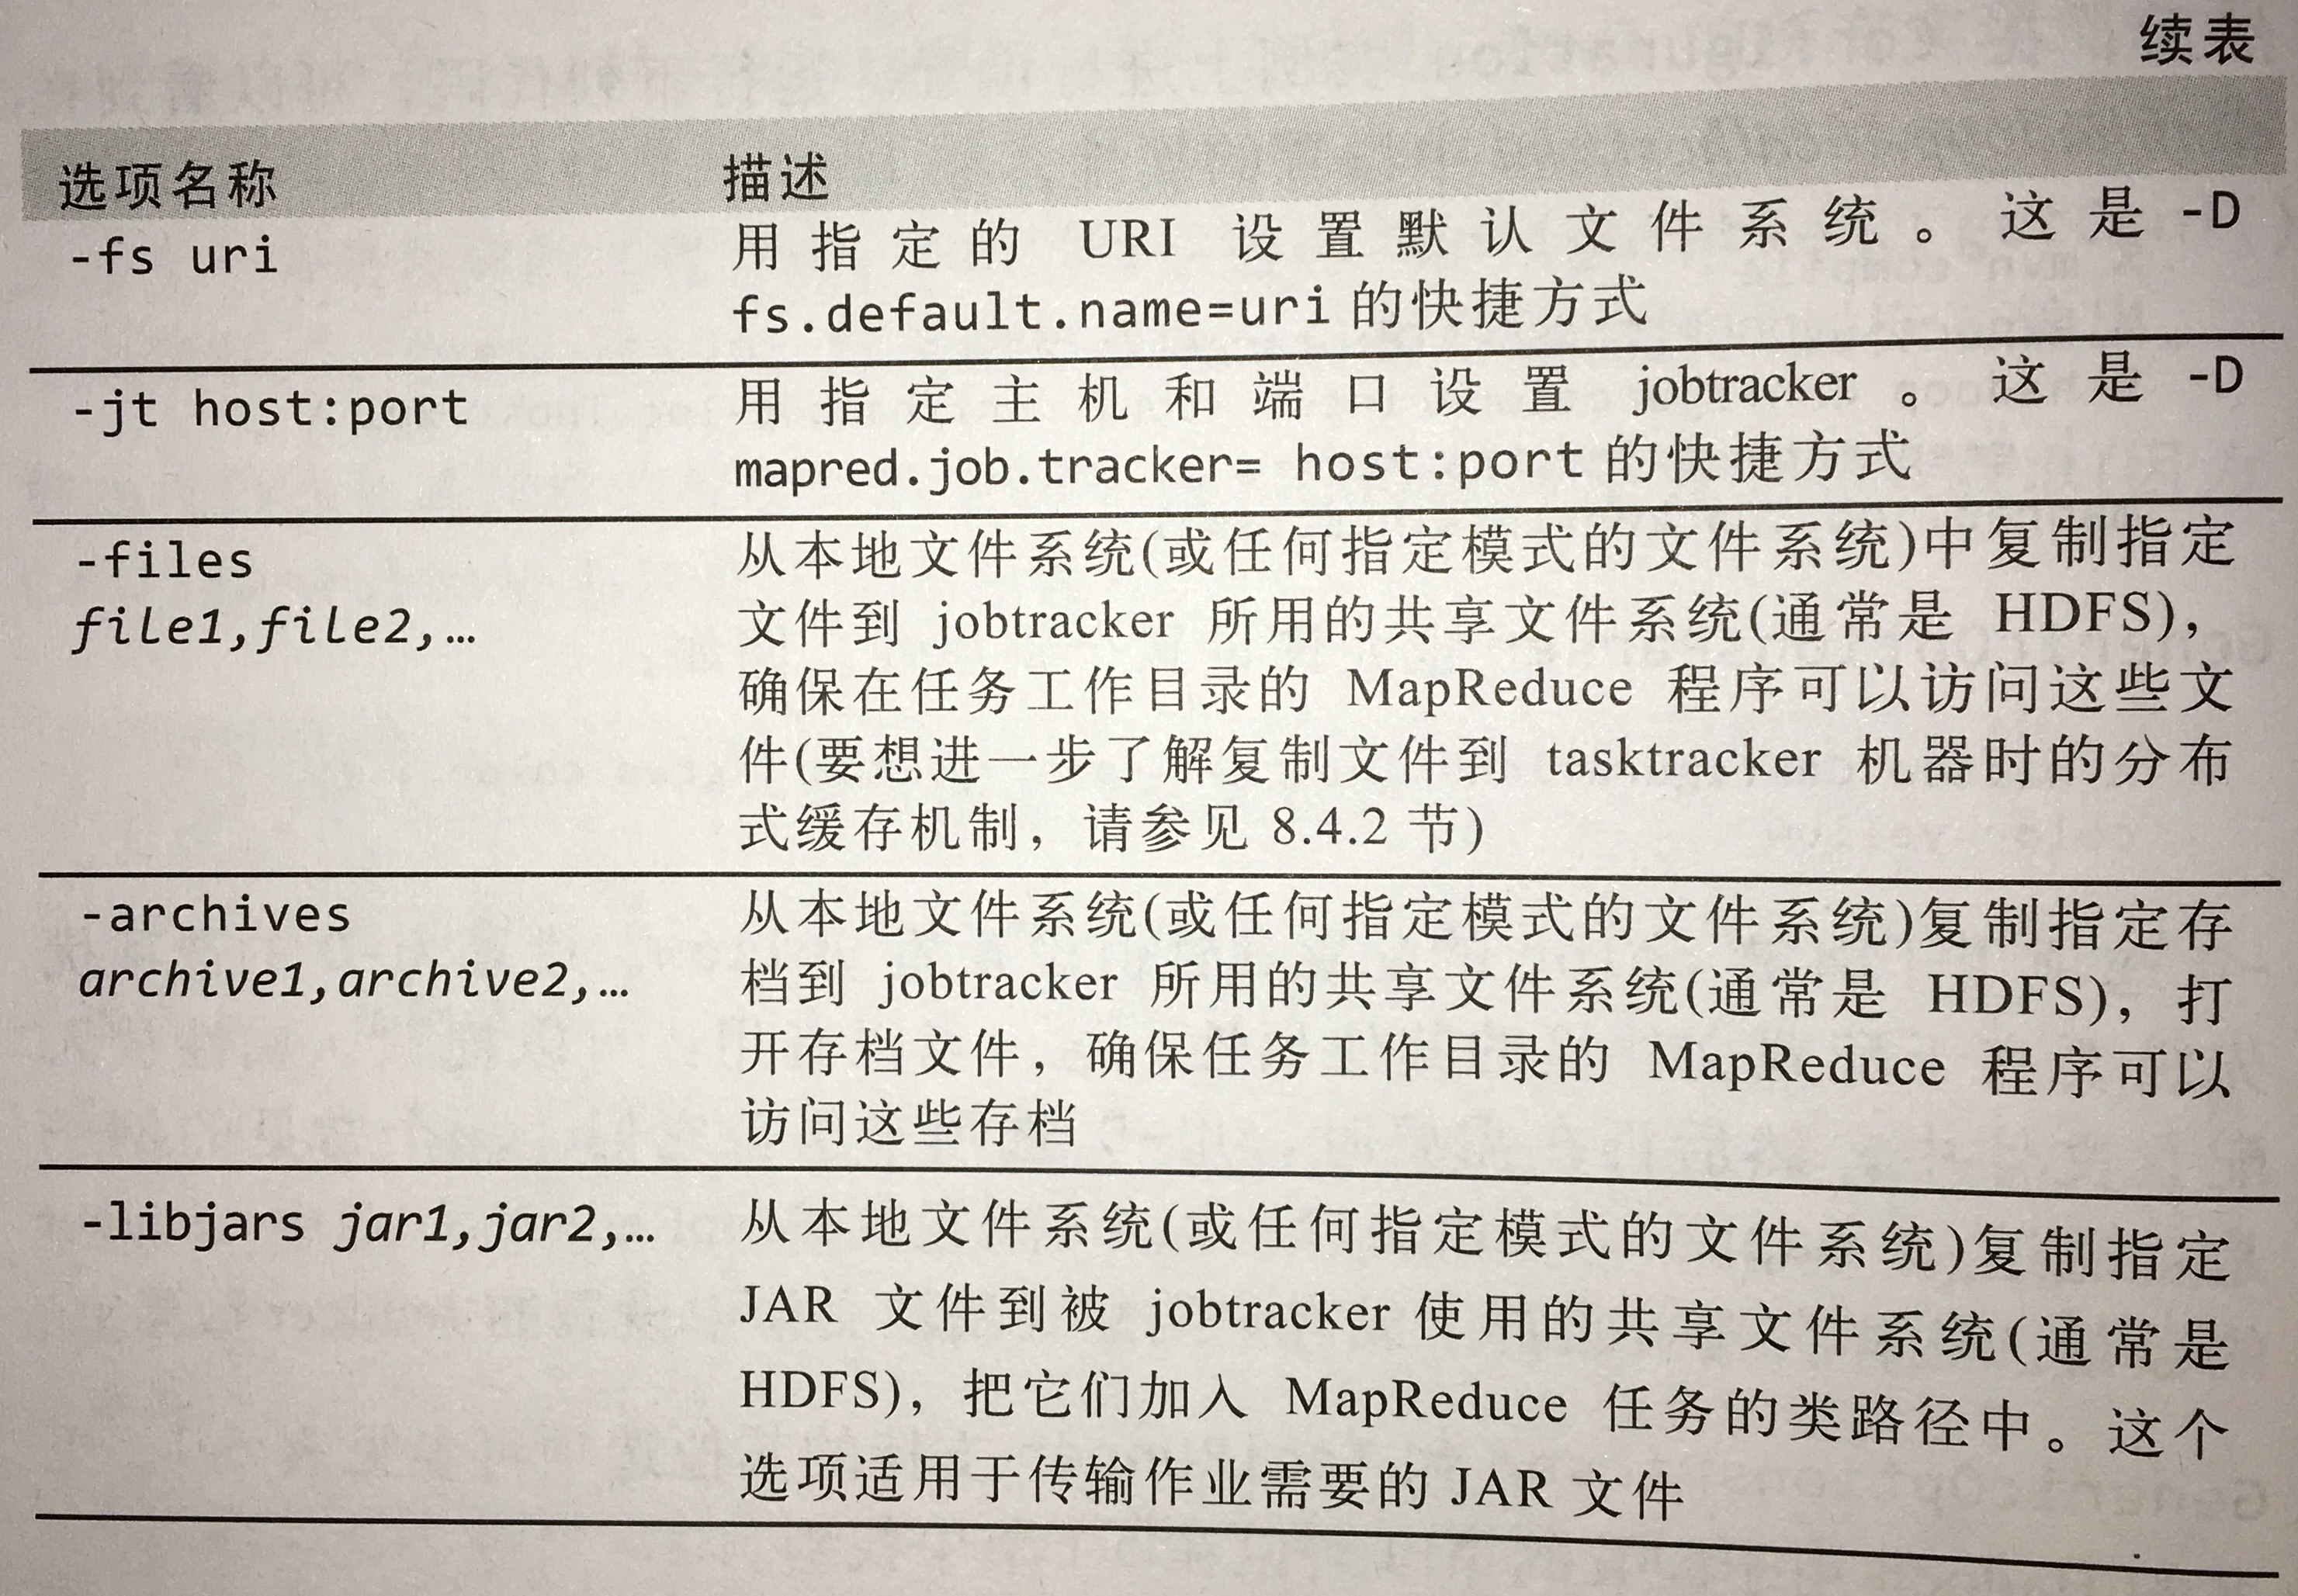 续表
选项名称 描述
-fs uri 用指定的 URI 设置默认文件系统。这是 -D
fs.default.name=uri 的快捷方式
-jt host:port 用指定主机和端口设置 jobtracker。这是 -D
mapred.job.tracker= host:port 的快捷方式
-files 从本地文件系统(或任何指定模式的文件系统)中复制指定
file1,file2,… 文件到 jobtracker 所用的共享文件系统(通常是 HDFS)，
确保在任务工作目录的 MapReduce 程序可以访问这些文
件(要想进一步了解复制文件到 tasktracker 机器时的分布
式缓存机制，请参见 8.4.2 节)
-archives 从本地文件系统(或任何指定模式的文件系统)复制指定存
archive1,archive2,… 档到 jobtracker 所用的共享文件系统(通常是 HDFS)，打
开存档文件，确保任务工作目录的 MapReduce 程序可以
访问这些存档
-libjars jar1,jar2,… 从本地文件系统(或任何指定模式的文件系统)复制指定
JAR 文件到被 jobtracker 使用的共享文件系统(通常是
HDFS)，把它们加入 MapReduce 任务的类路径中。这个
选项适用于传输作业需要的 JAR 文件